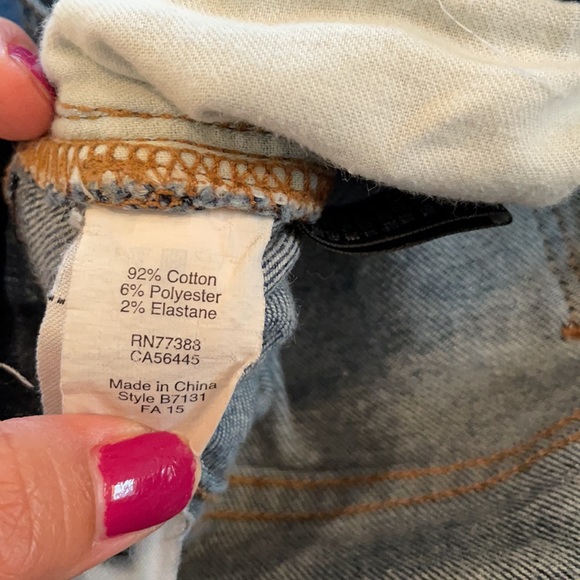 92% Cotton
6% Polyester
2% Elastane
RN77388
CA56445
Made in China
Style B7131
FA 15